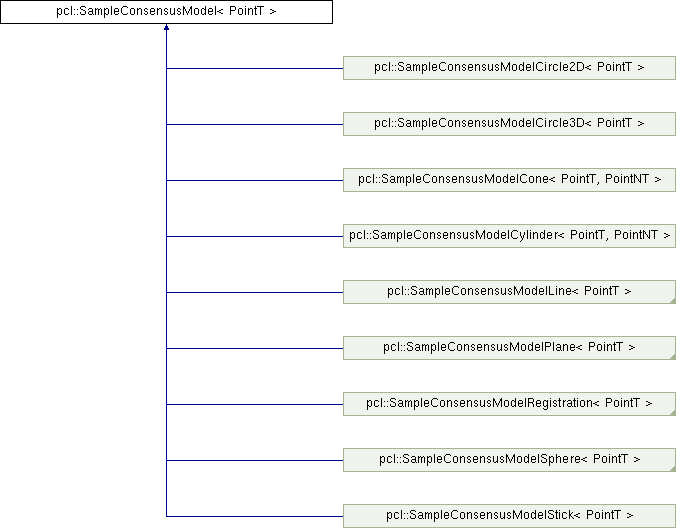 pcl::SampleConsensusModel< PointT >
pcl::SampleConsensusModelCircle2D< PointT >
pcl::SampleConsensusModelCircle3D< PointT >
pcl::SampleConsensusModelCone< PointT, PointNT >
pcl::SampleConsensusModelCylinder< PointT, PointNT >
pcl::SampleConsensusModelLine< PointT >
pcl::SampleConsensusModelPlane< PointT >
pcl::SampleConsensusModelRegistration< PointT >
pcl::SampleConsensusModelSphere< PointT >
pcl::SampleConsensusModelStick< PointT >